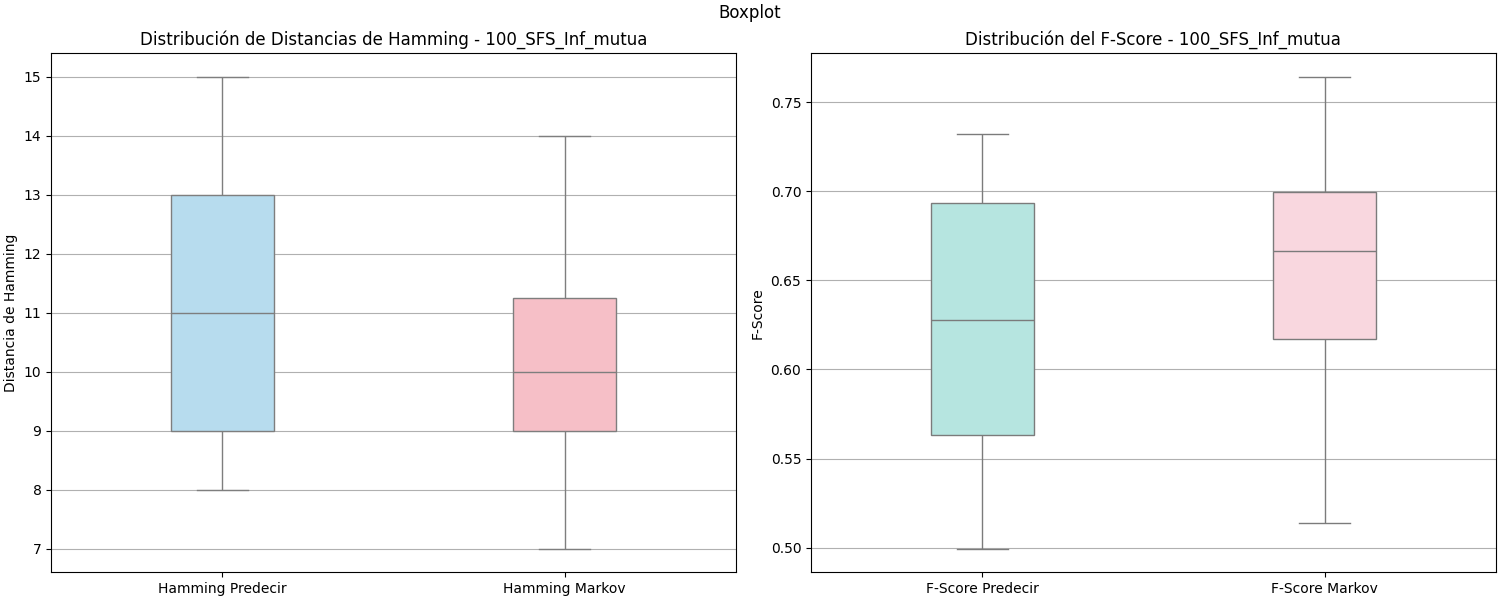 Boxplot
Distribución de Distancias de Hamming - 100_SFS_Inf_mutua
Distancia de Hamming
15
14
13
12
11
10
9
8
7
Hamming Predecir
Hamming Markov
Distribución del F-Score - 100_SFS_Inf_mutua
F-Score
0.75
0.70
0.65
0.60
0.55
0.50
F-Score Predecir
F-Score Markov